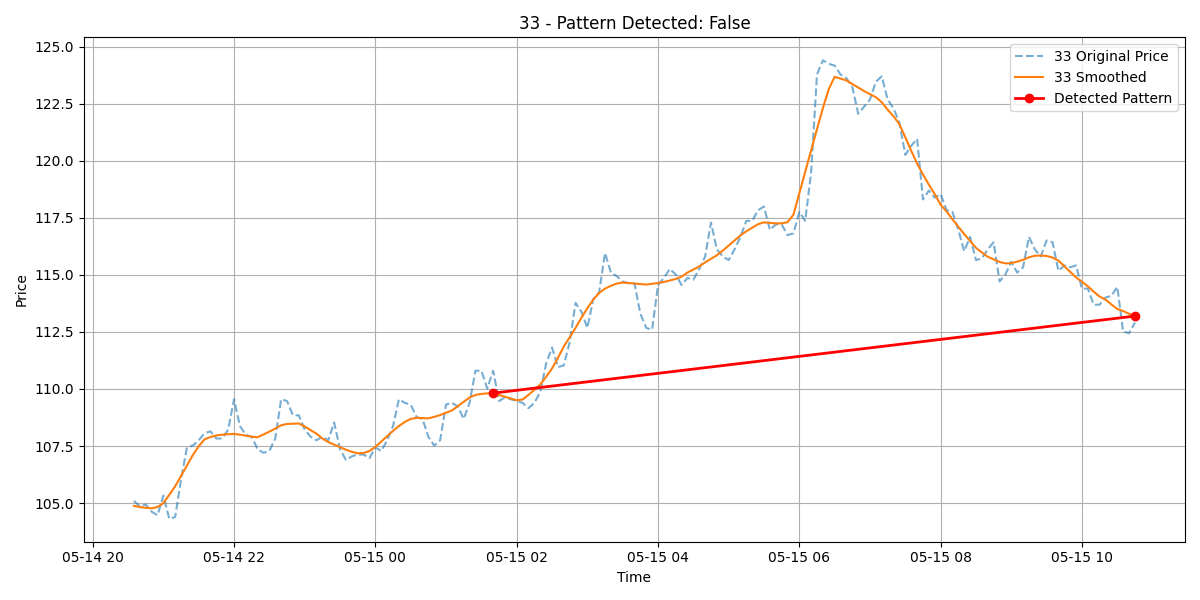 33 - Pattern Detected: False
125.0
122.5
120.0
117.5
115.0
112.5
110.0
107.5
105.0
Price
33 Original Price
33 Smoothed
Detected Pattern
05-14 20
05-14 22
05-15 00
05-15 02
05-15 04
05-15 06
05-15 08
05-15 10
Time